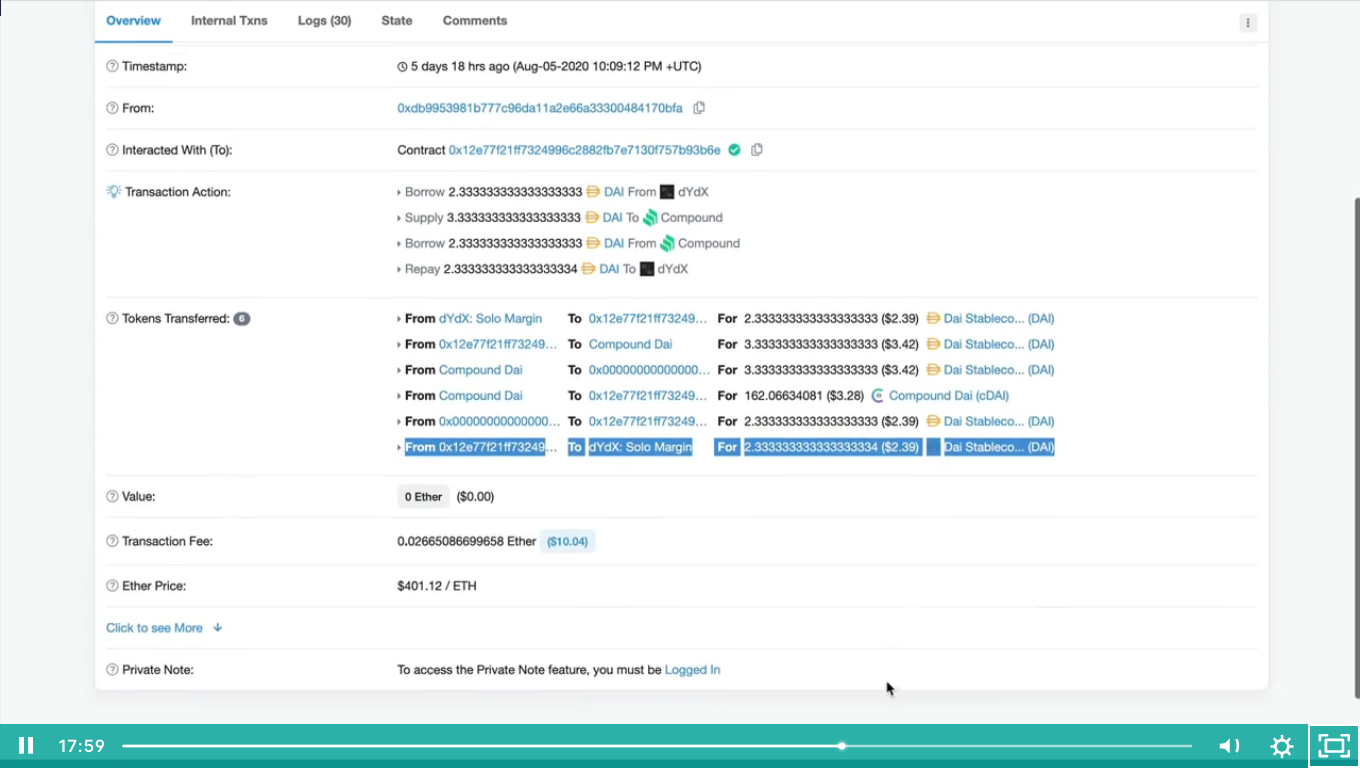 Overview Internal Txns Logs (30) State Comments
Timestamp: 5 days 18 hrs ago (Aug-05-2020 10:09:12 PM +UTC)
From: 0xdb9953981b777c96da11a2e66a33300484170bfa
Interacted With (To): Contract 0x12e77f21ff7324996c2882fb7e7130f757b93b6e
Transaction Action: Borrow 2.333333333333333333 DAI From dYdX
Supply 3.333333333333333333 DAI To Compound
Borrow 2.333333333333333333 DAI From Compound
Repay 2.333333333333333334 DAI To dYdX
Tokens Transferred: 6 From dYdX: Solo Margin To 0x12e77f21ff73249... For 2.333333333333333333 ($2.39) Dai Stableco... (DAI)
From 0x12e77f21ff73249... To Compound Dai For 3.333333333333333333 ($3.42) Dai Stableco... (DAI)
From Compound Dai To 0x00000000000000... For 3.333333333333333333 ($3.42) Dai Stableco... (DAI)
From Compound Dai To 0x12e77f21ff73249... For 162.06634081 ($3.28) Compound Dai (cDAI)
From 0x00000000000000... To 0x12e77f21ff73249... For 2.333333333333333333 ($2.39) Dai Stableco... (DAI)
From 0x12e77f21ff73249... To dYdX: Solo Margin For 2.333333333333333334 ($2.39) Dai Stableco... (DAI)
Value: 0 Ether ($0.00)
Transaction Fee: 0.02665086699658 Ether ($10.04)
Ether Price: $401.12 / ETH
Click to see More
Private Note: To access the Private Note feature, you must be Logged In
17:59